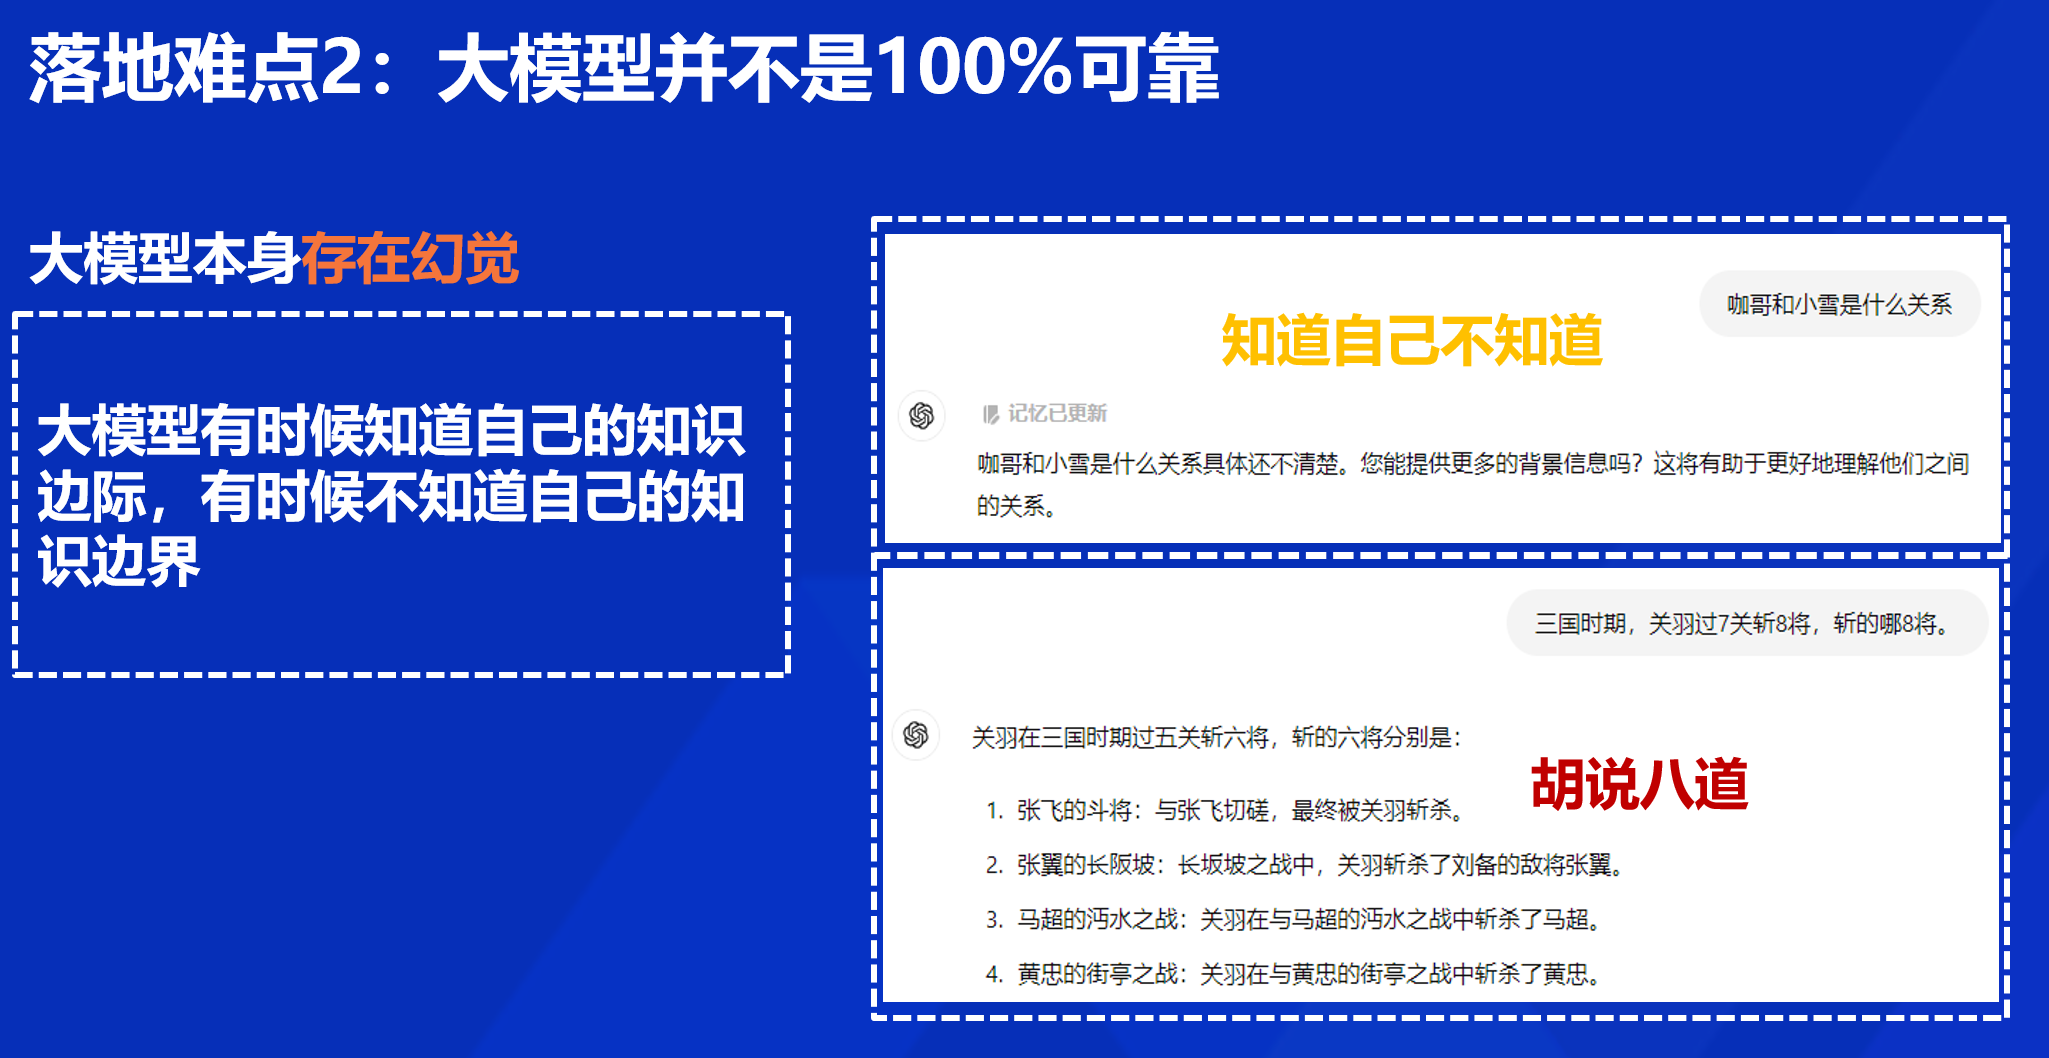 落地难点2：大模型并不是100%可靠
大模型本身存在幻觉
大模型有时候知道自己的知识
边际，有时候不知道自己的知
识边界
咖哥和小雪是什么关系
知道自己不知道
记忆已更新
咖哥和小雪是什么关系具体还不清楚。您能提供更多的背景信息吗？这将有助于更好地理解他们之间
的关系。
三国时期，关羽过7关斩8将，斩的哪8将。
关羽在三国时期过五关斩六将，斩的六将分别是：
胡说八道
1. 张飞的斗将：与张飞切磋，最终被关羽斩杀。
2. 张翼的长阪坡：长坂坡之战中，关羽斩杀了刘备的敌将张翼。
3. 马超的沔水之战：关羽在与马超的沔水之战中斩杀了马超。
4. 黄忠的街亭之战：关羽在与黄忠的街亭之战中斩杀了黄忠。